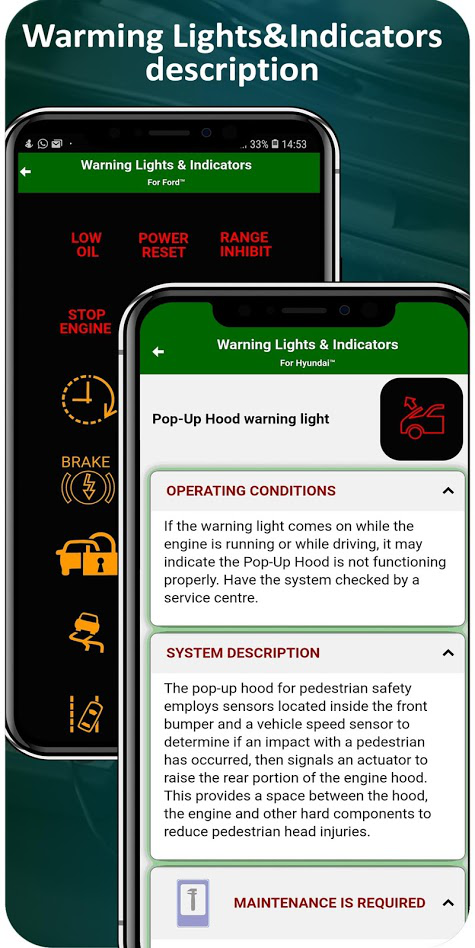 Warming Lights&Indicators
description
33% 14:53
Warning Lights & Indicators
For Ford™
LOW
OIL
POWER
RESET
RANGE
INHIBIT
STOP
ENGINE
BRAKE
Warning Lights & Indicators
For Hyundai™
Pop-Up Hood warning light
OPERATING CONDITIONS
If the warning light comes on while the
engine is running or while driving, it may
indicate the Pop-Up Hood is not functioning
properly. Have the system checked by a
service centre.
SYSTEM DESCRIPTION
The pop-up hood for pedestrian safety
employs sensors located inside the front
bumper and a vehicle speed sensor to
determine if an impact with a pedestrian
has occurred, then signals an actuator to
raise the rear portion of the engine hood.
This provides a space between the hood,
the engine and other hard components to
reduce pedestrian head injuries.
MAINTENANCE IS REQUIRED